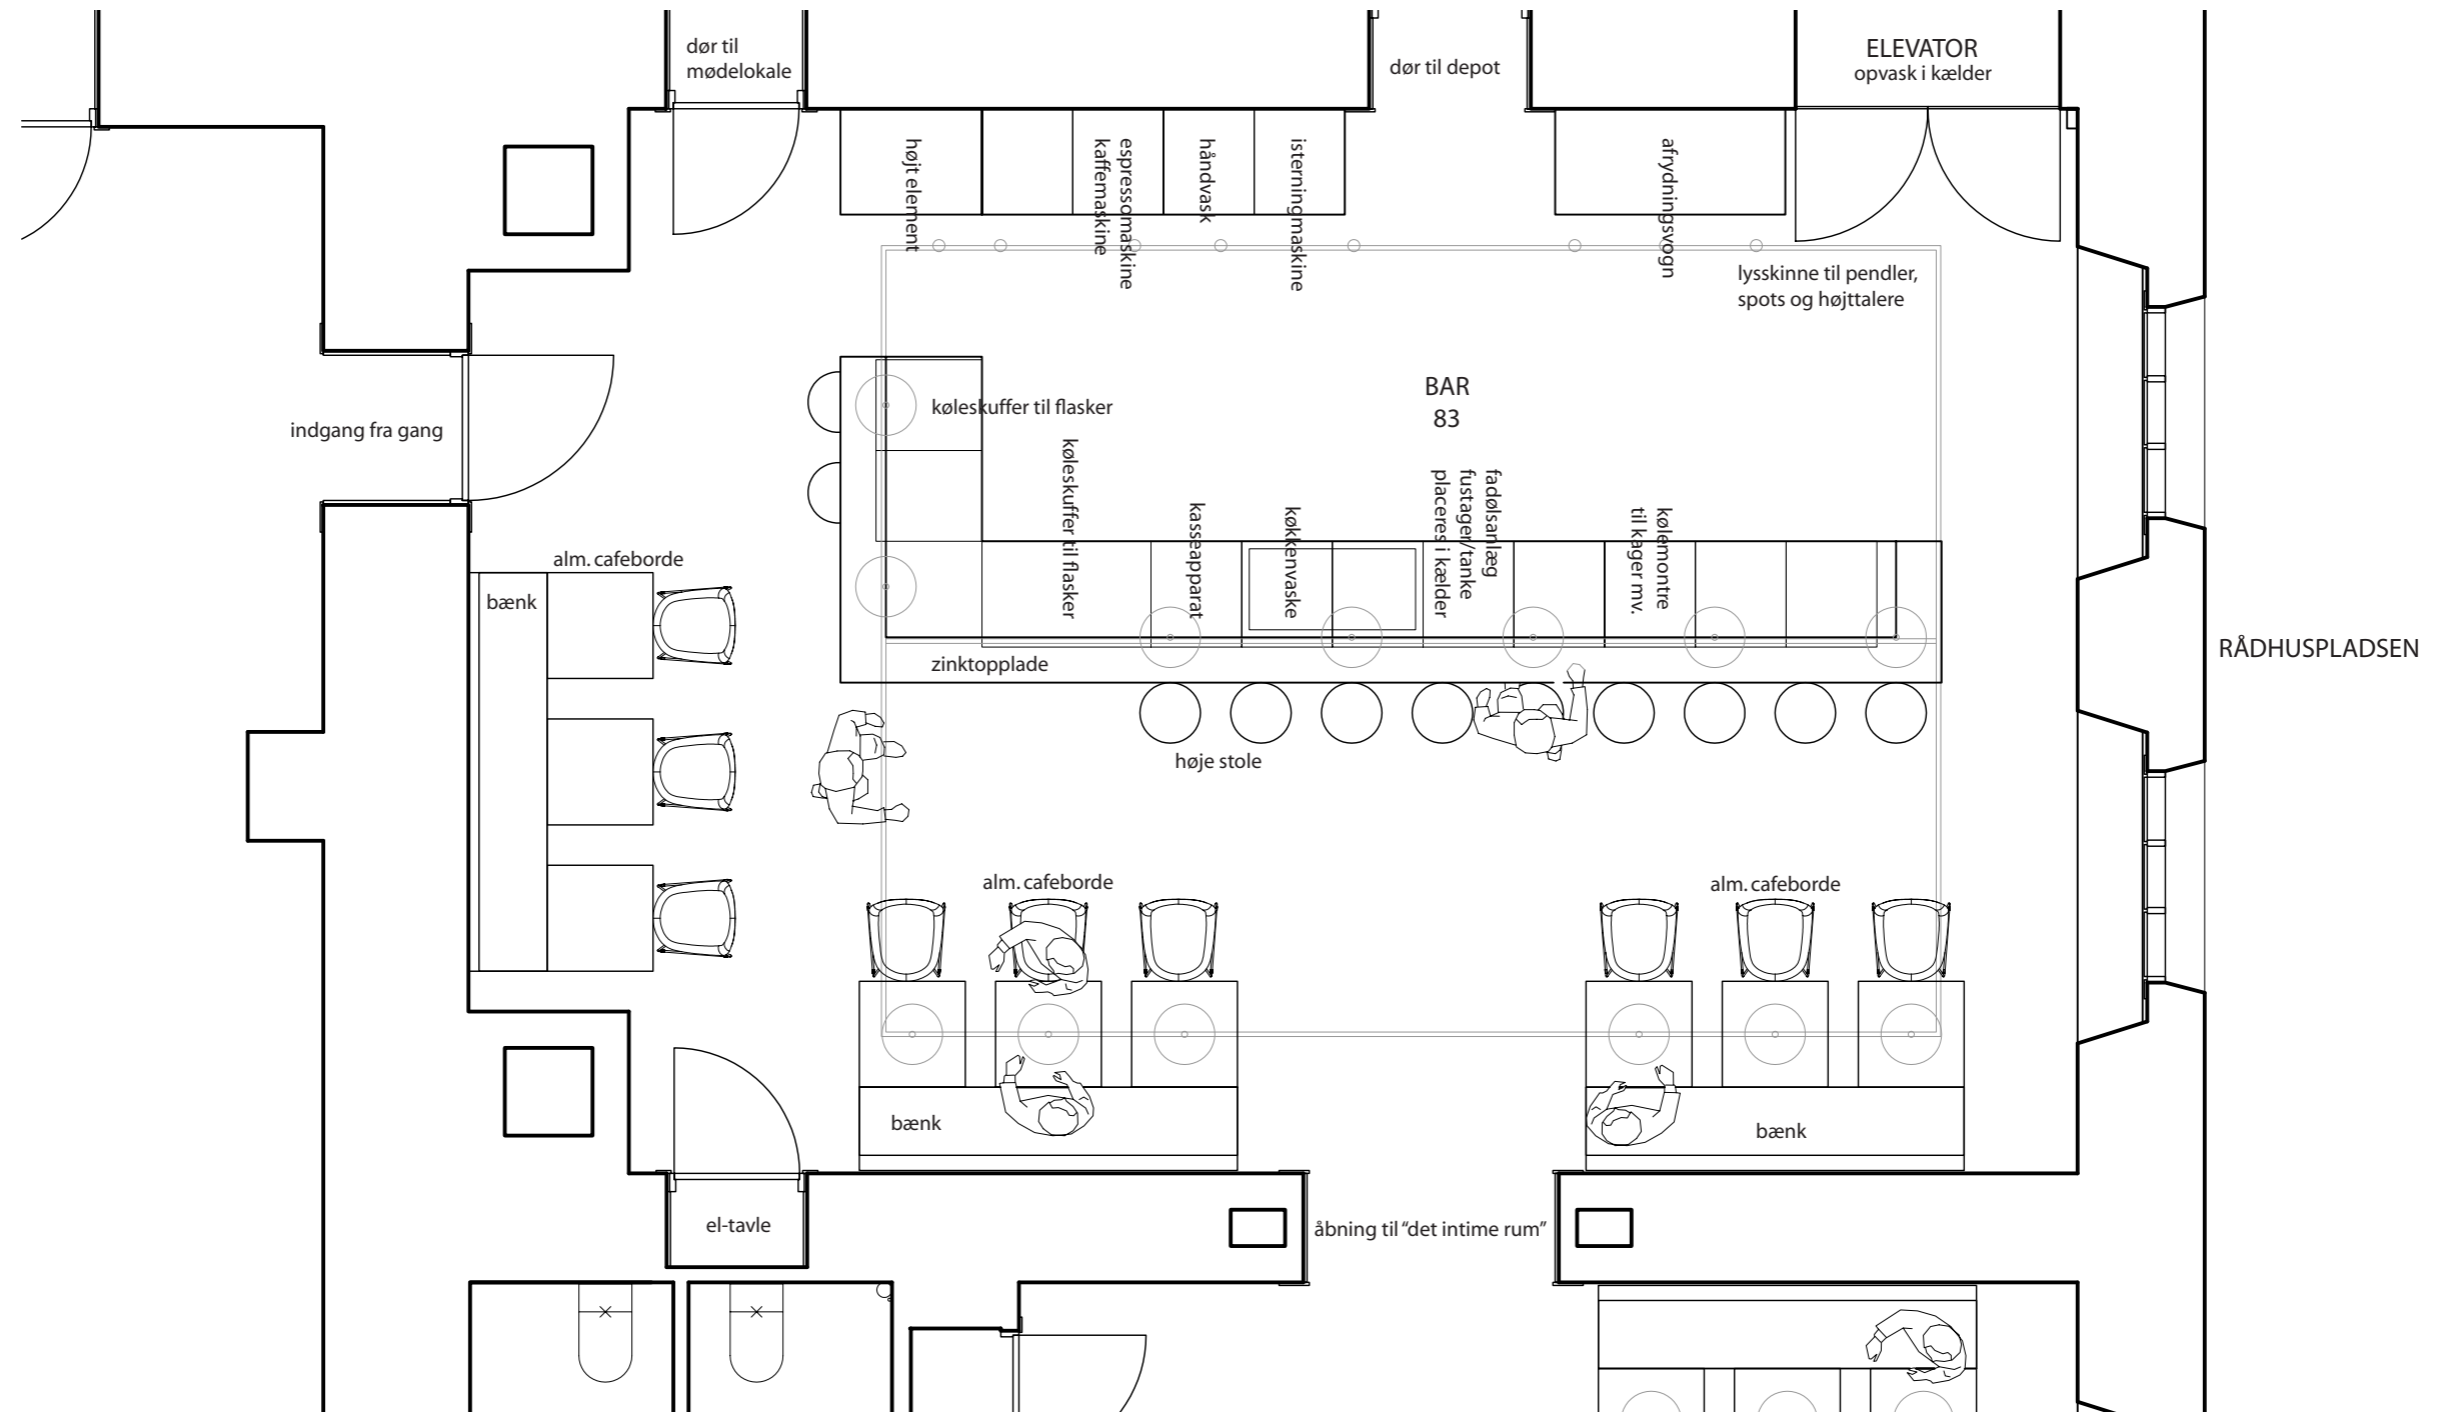 dør til
mødelokale
dør til depot
ELEVATOR
opvask i kælder
højt element
espressomaskine
kaffemaskine
håndvask
isterningmaskine
afrydningsvogn
lysskinne til pendler,
spots og højttalere
BAR
83
køleskuffer til flasker
indgang fra gang
køleskuffer til flasker
kasseapparat
køkkenvaske
fadølsanlæg
fustager/tanke
placeres i kælder
kølemontre
til kager mv.
alm. cafeborde
bænk
zinktopplade
RÅDHUSPLADSEN
høje stole
alm. cafeborde
alm. cafeborde
bænk
bænk
el-tavle
åbning til “det intime rum”